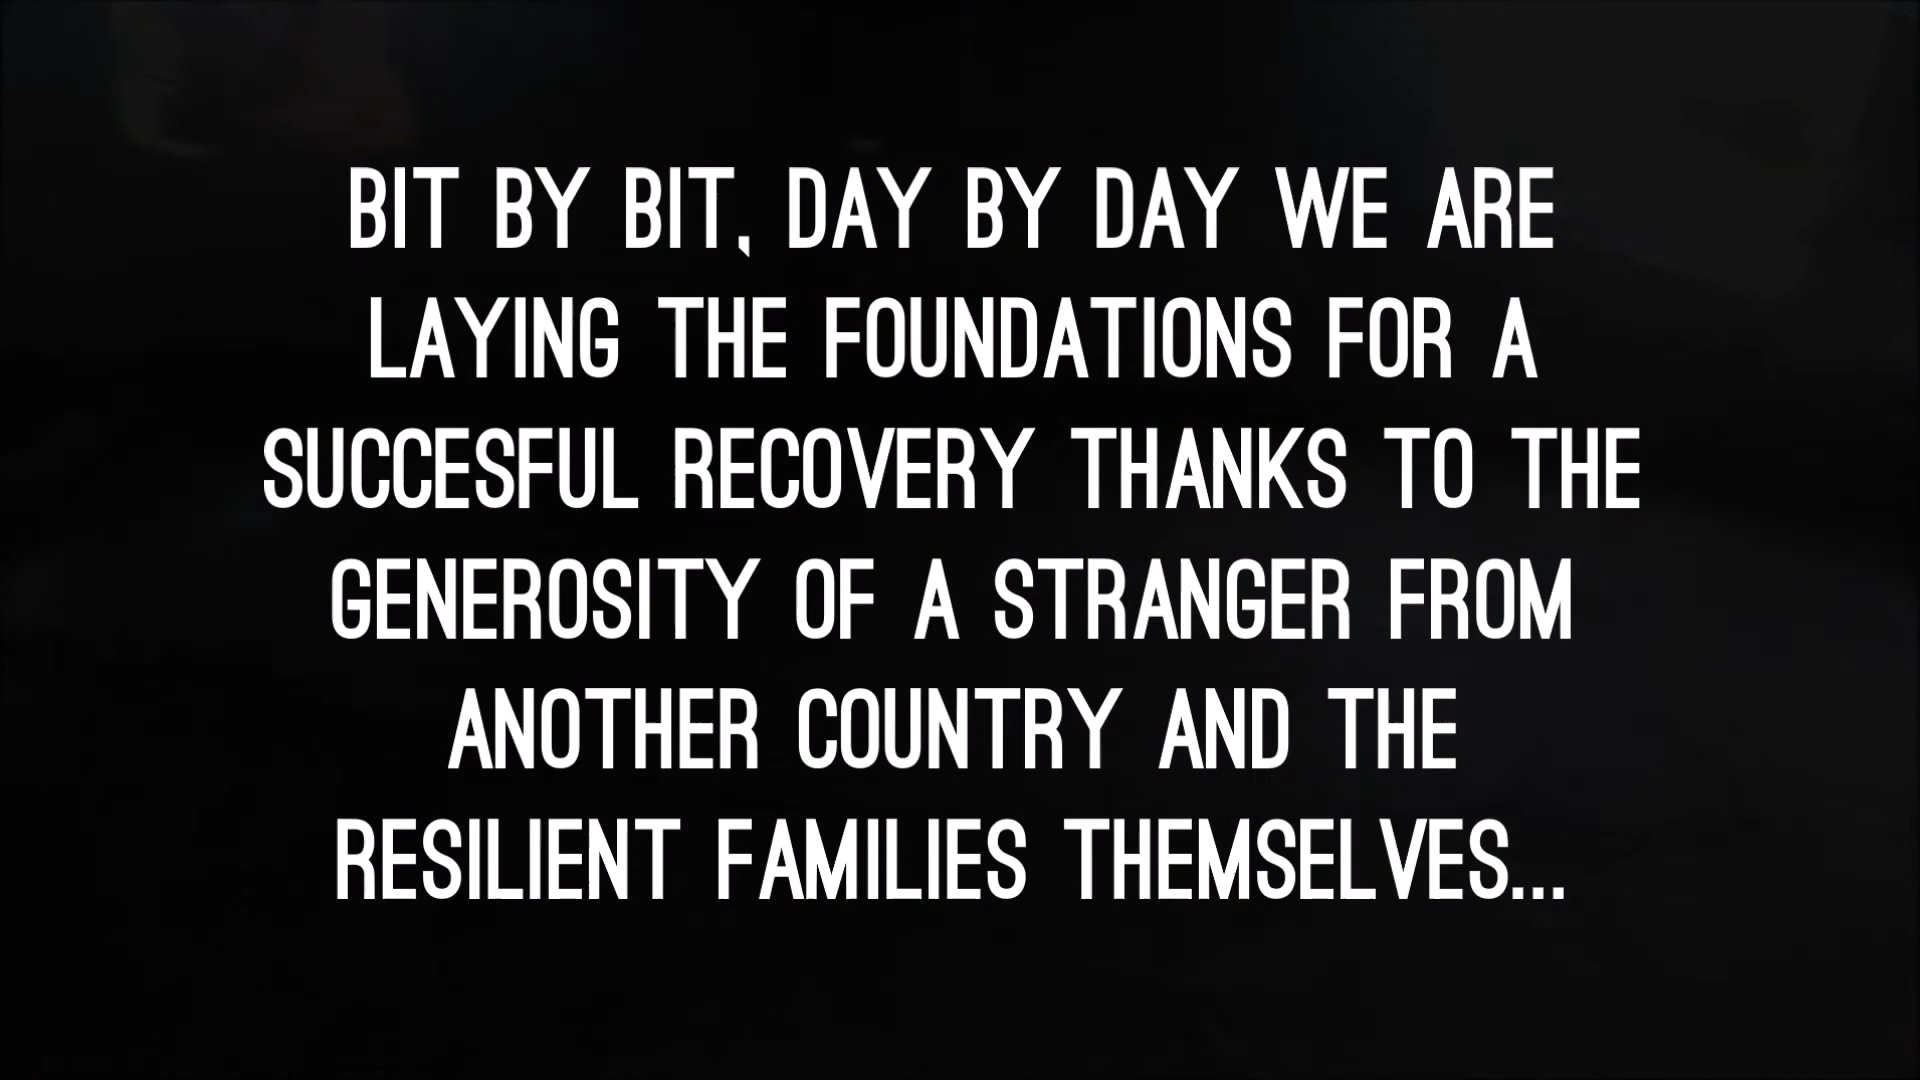 BIT BY BIT, DAY BY DAY WE ARE
LAYING THE FOUNDATIONS FOR A
SUCCESFUL RECOVERY THANKS TO THE
GENEROSITY OF A STRANGER FROM
ANOTHER COUNTRY AND THE
RESILIENT FAMILIES THEMSELVES...